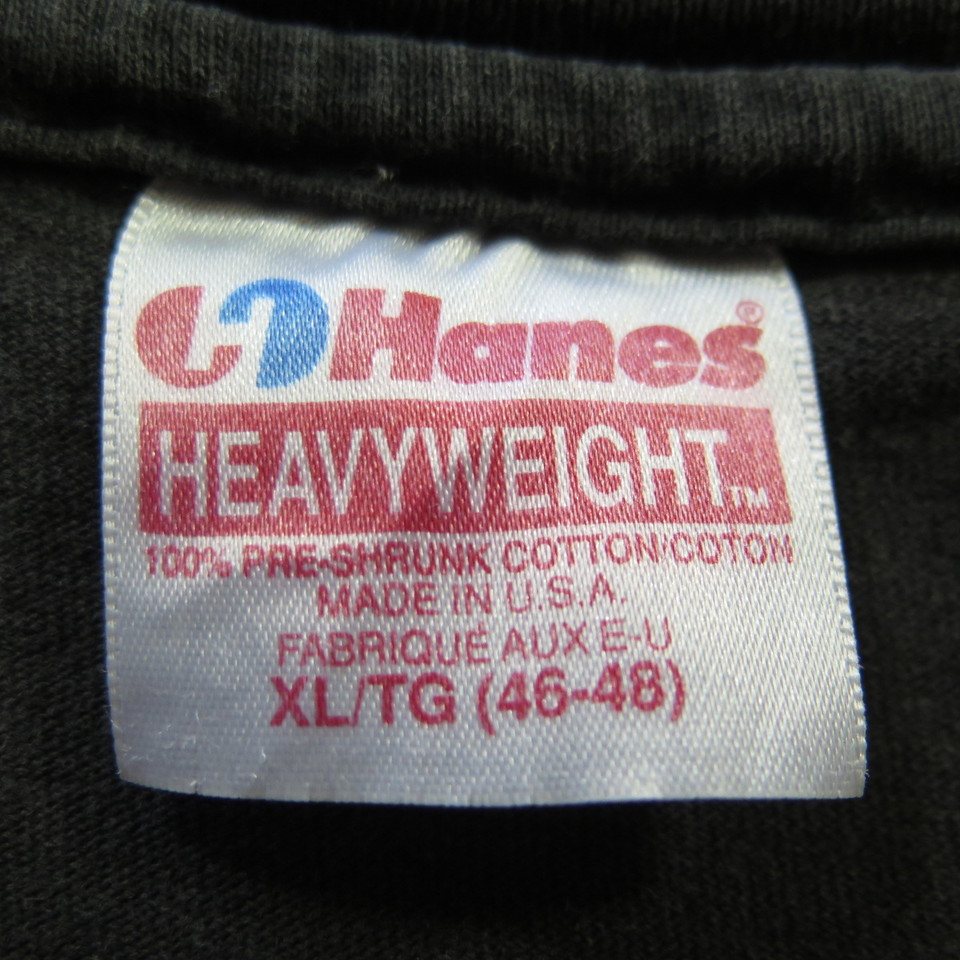 Hanes®
HEAVYWEIGHT™
100% PRE-SHRUNK COTTON/COTON
MADE IN U.S.A.
FABRIQUÉ AUX E-U
XL/TG (46-48)